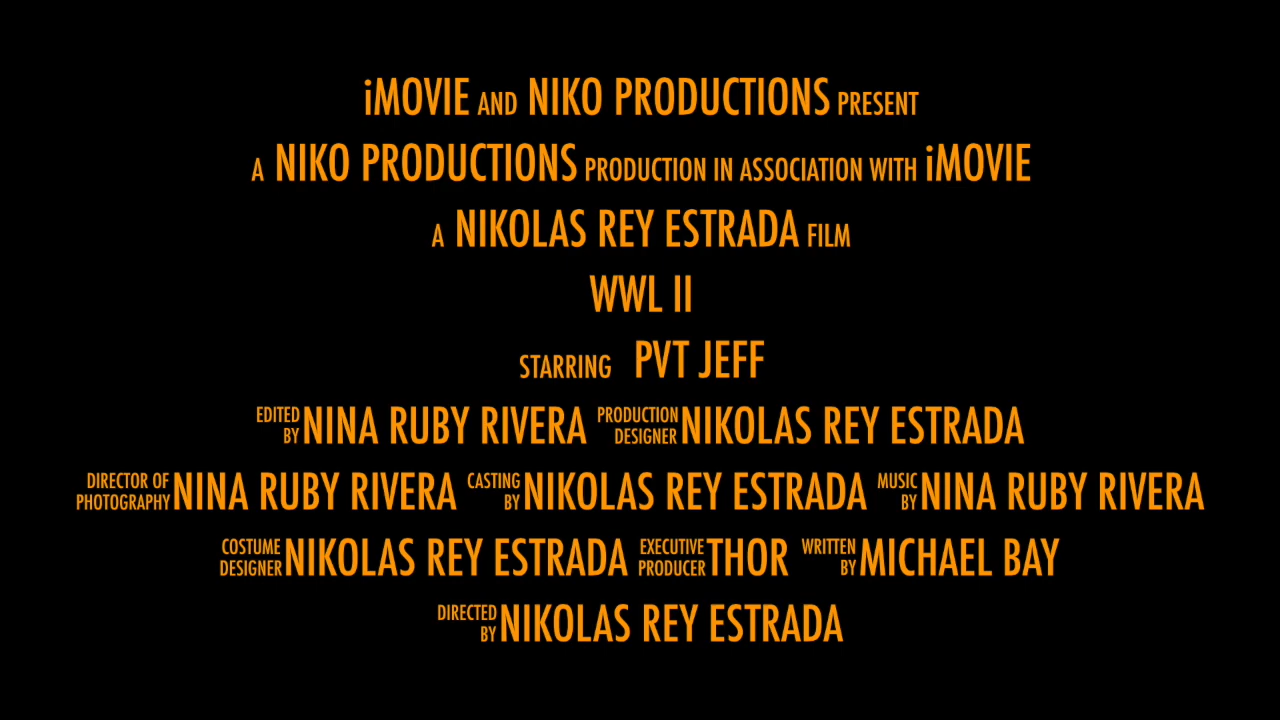 iMOVIE AND NIKO PRODUCTIONS PRESENT
A NIKO PRODUCTIONS PRODUCTION IN ASSOCIATION WITH iMOVIE
A NIKOLAS REY ESTRADA FILM
WWL II
STARRING PVT JEFF
EDITED BY NINA RUBY RIVERA PRODUCTION DESIGNER NIKOLAS REY ESTRADA
DIRECTOR OF PHOTOGRAPHY NINA RUBY RIVERA CASTING BY NIKOLAS REY ESTRADA MUSIC BY NINA RUBY RIVERA
COSTUME DESIGNER NIKOLAS REY ESTRADA EXECUTIVE PRODUCER THOR WRITTEN BY MICHAEL BAY
DIRECTED BY NIKOLAS REY ESTRADA